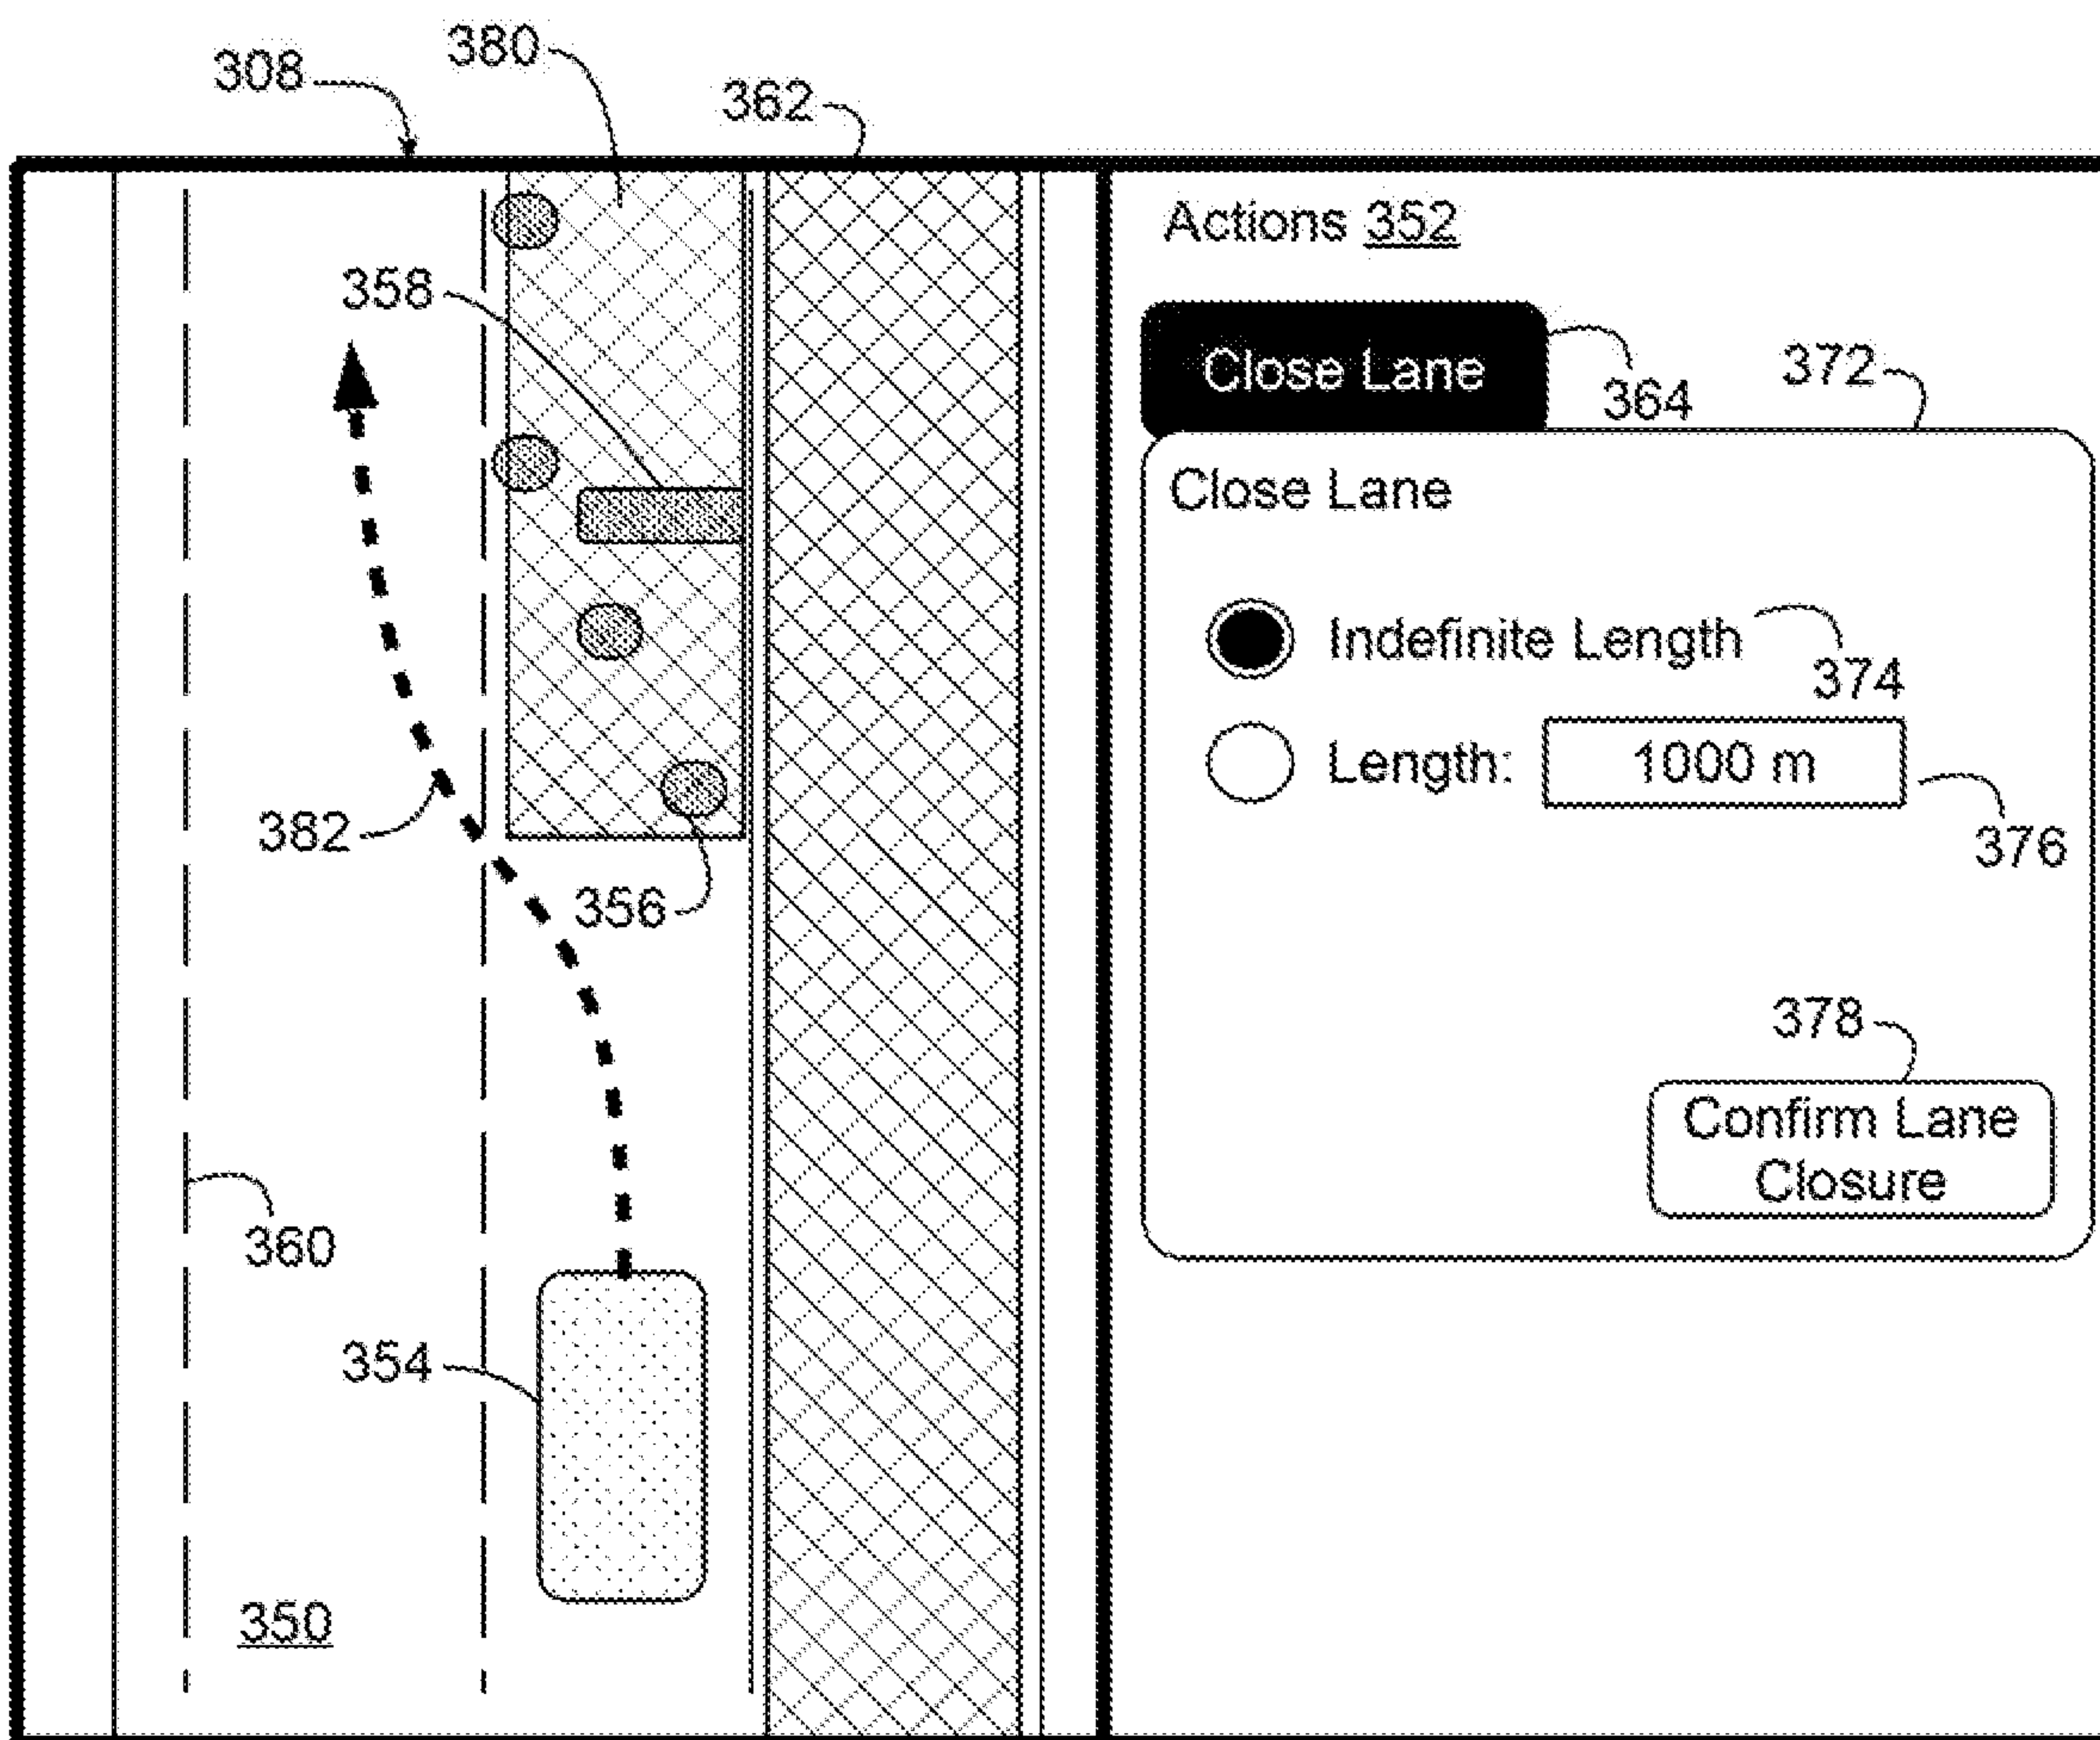 308
380
362
Actions 352
358
Close Lane
364
372
Close Lane
Indefinite Length
374
Length: 1000 m
376
382
356
378
Confirm Lane
Closure
360
354
350